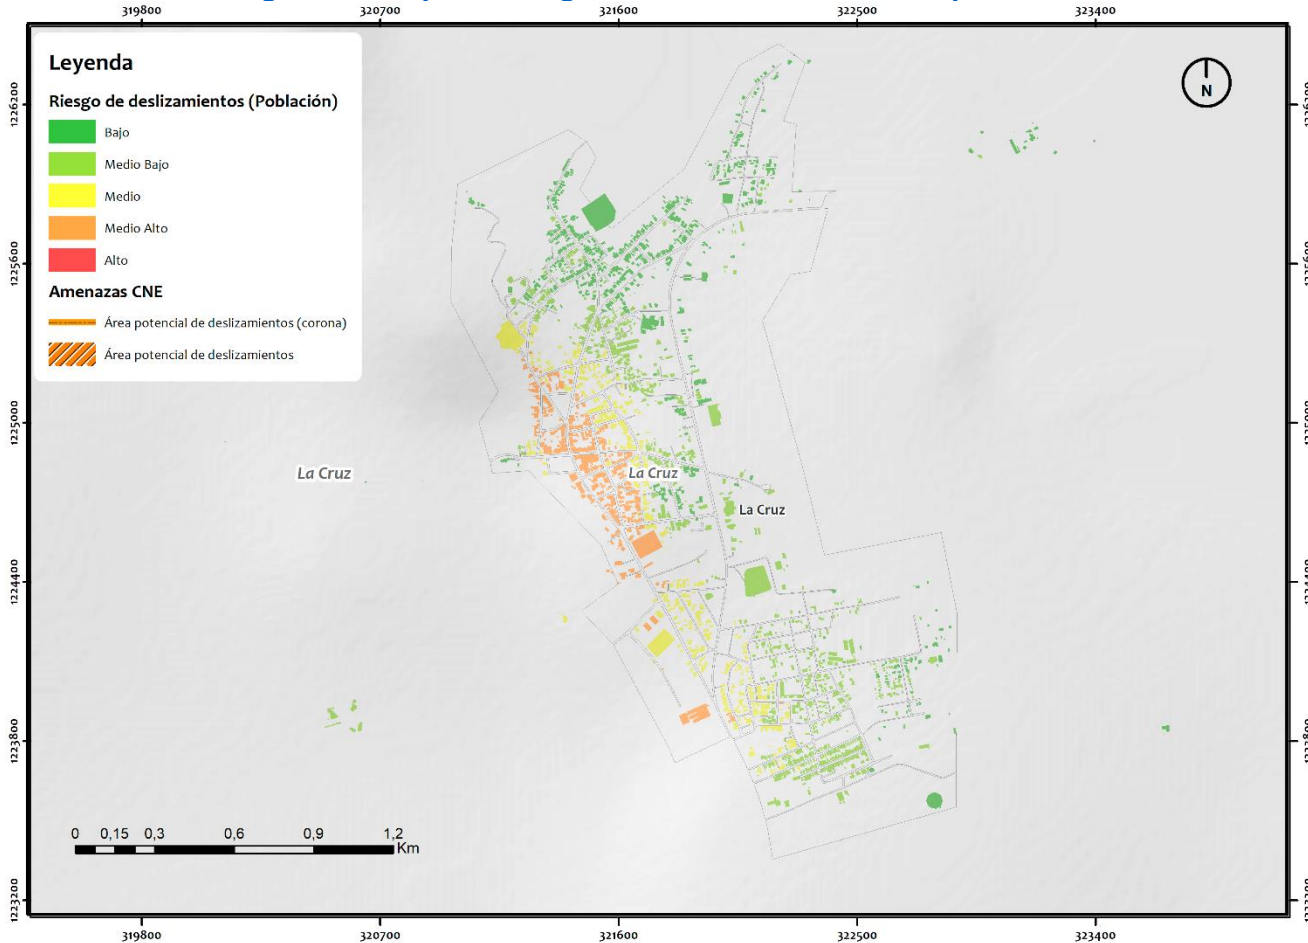 319800 320700 321600 322500 323400
Leyenda
Riesgo de deslizamientos (Población)
Bajo
Medio Bajo
Medio
Medio Alto
Alto
Amenazas CNE
Área potencial de deslizamientos (corona)
Área potencial de deslizamientos
N
1226200
1225600 1225600
1225000
1224400
1223800
1223200
La Cruz La Cruz
La Cruz
0 0,15 0,3 0,6 0,9 1,2
Km
319800 320700 321600 322500 323400